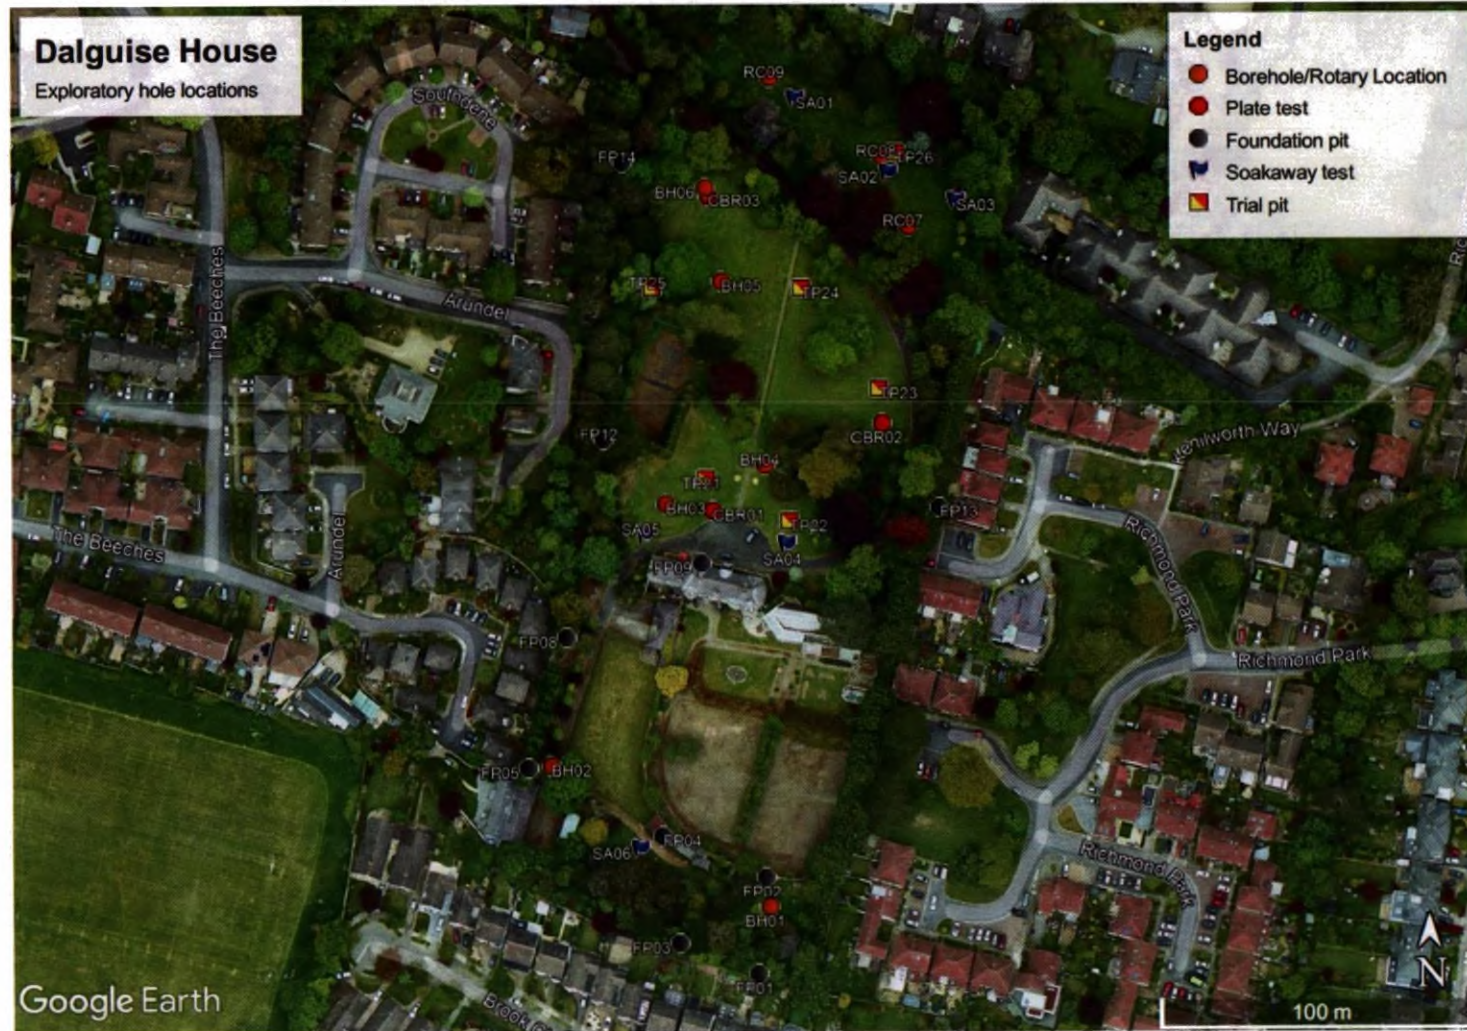 Dalguise House
Exploratory hole locations
Legend
Borehole/Rotary Location
Plate test
Foundation pit
Soakaway test
Trial pit
RC09
SA01
Southdene
FP14
RC08
TP26
SA02
BH06
CBR03
SA03
RC07
The Beeches
TP25
BH05
TP24
Arundel
TP23
CBR02
FP12
Kenilworth Way
BH04
TP21
BH03
CBR01
FP13
SA05
TP22
SA04
The Beeches
Arundel
Richmond Park
FP09
FP08
Richmond Park
FP05
BH02
FP04
SA06
Richmond Park
FP02
BH01
FP03
FP01
Google Earth
N
100 m